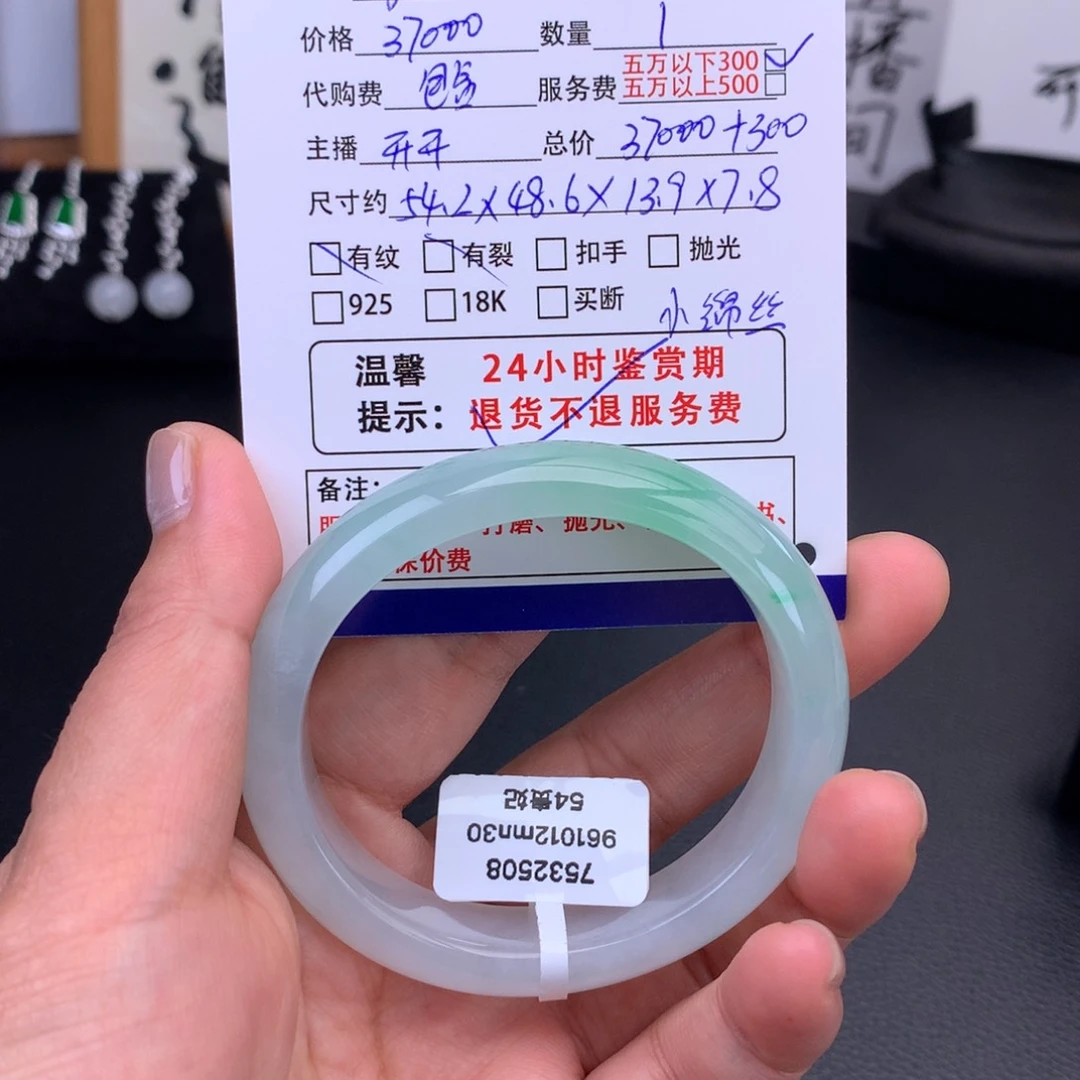 价格 37000 数量 1
代购费 包含 服务费 五万以下300☑
五万以上500□
主播 开开 总价 37000+300
尺寸约 54.2×48.6×13.9×7.8
□有纹 □有裂 □扣手 □抛光
□925 □18K □买断
小绵丝
温馨 24小时鉴赏期
提示： 退货不退服务费
备注：
打磨、抛光、 书、
保价费
54贵妃
961012mn30
7532508